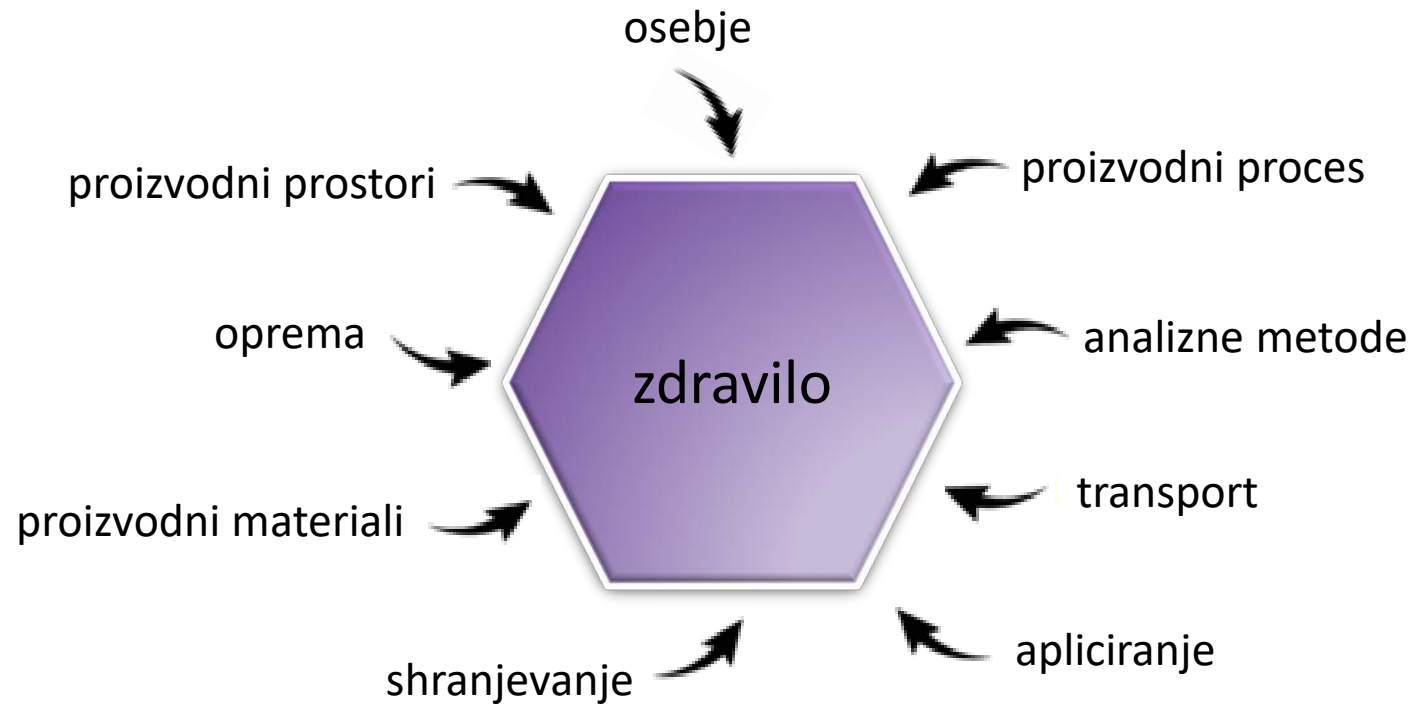 osebje
proizvodni prostori
proizvodni proces
oprema
analizne metode
zdravilo
proizvodni materiali
transport
shranjevanje
apliciranje